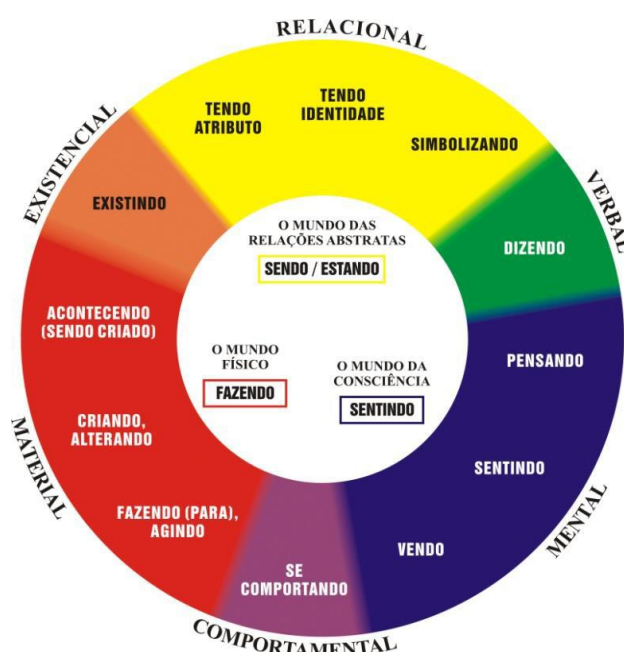 RELACIONAL
TENDO
ATRIBUTO
TENDO
IDENTIDADE
SIMBOLIZANDO
EXISTENCIAL
EXISTINDO
VERBAL
DIZENDO
O MUNDO DAS
RELAÇÕES ABSTRATAS
SENDO / ESTANDO
ACONTECENDO
(SENDO CRIADO)
O MUNDO
FÍSICO
FAZENDO
O MUNDO DA
CONSCIÊNCIA
SENTINDO
PENSANDO
CRIANDO,
ALTERANDO
MATERIAL
SENTINDO
MENTAL
FAZENDO (PARA),
AGINDO
VENDO
SE
COMPORTANDO
COMPORTAMENTAL